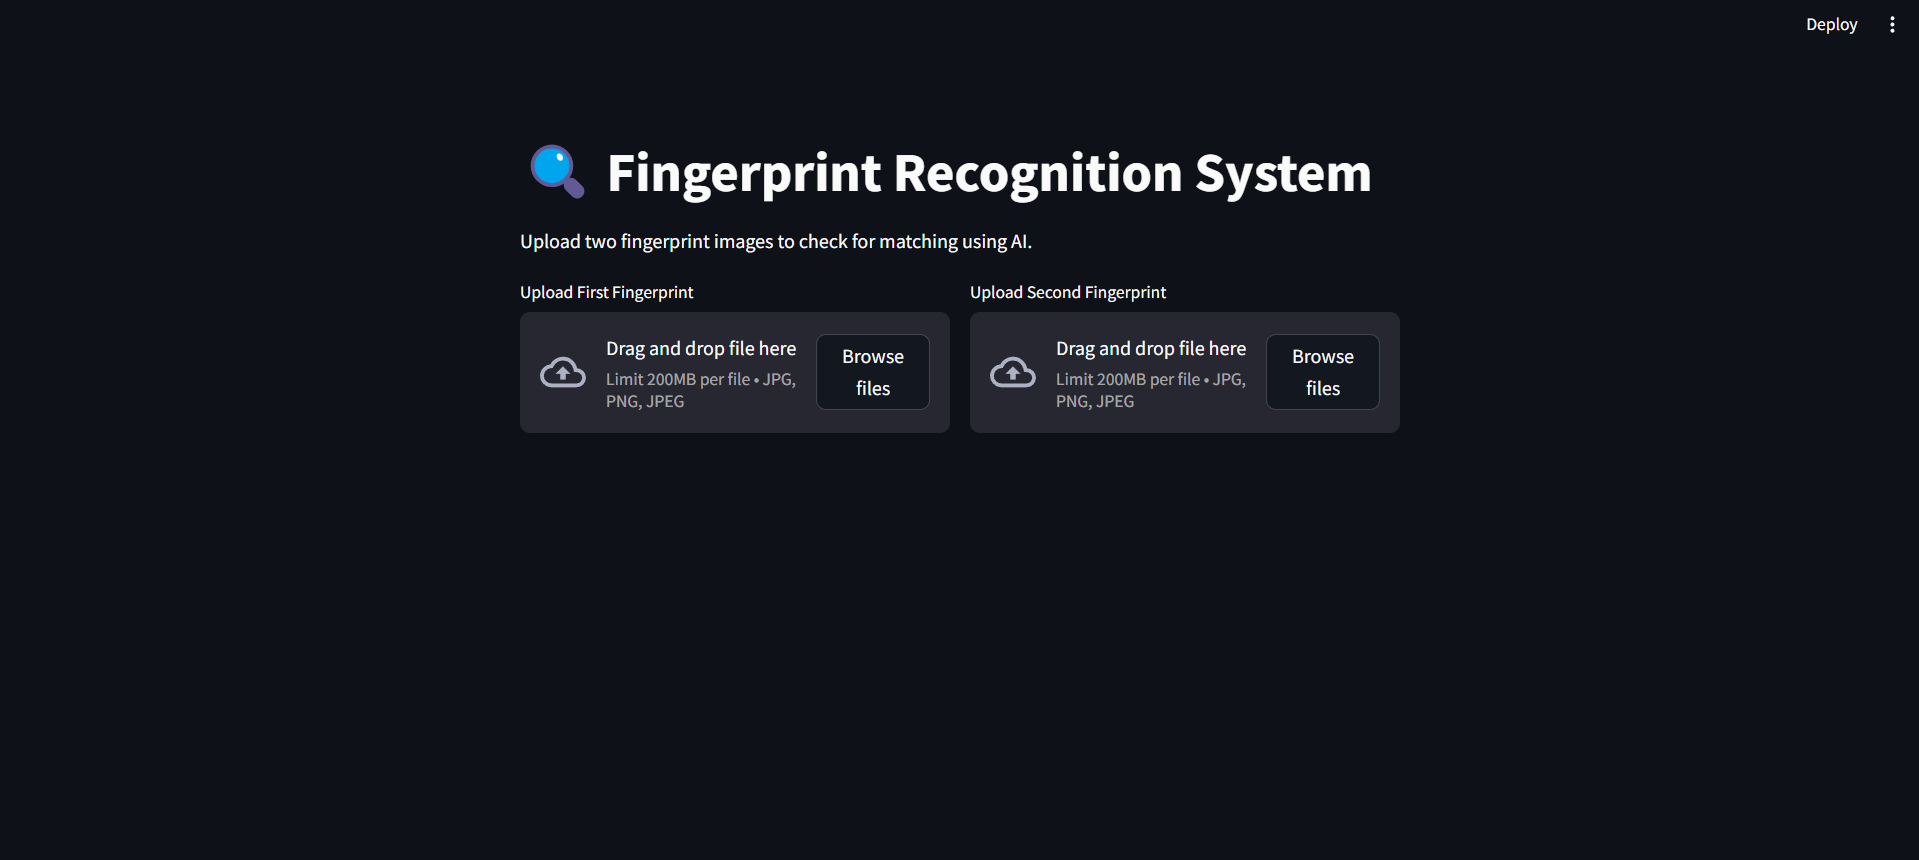 Deploy
Fingerprint Recognition System
Upload two fingerprint images to check for matching using AI.
Upload First Fingerprint
Drag and drop file here
Limit 200MB per file • JPG,
PNG, JPEG
Browse
files
Upload Second Fingerprint
Drag and drop file here
Limit 200MB per file • JPG,
PNG, JPEG
Browse
files